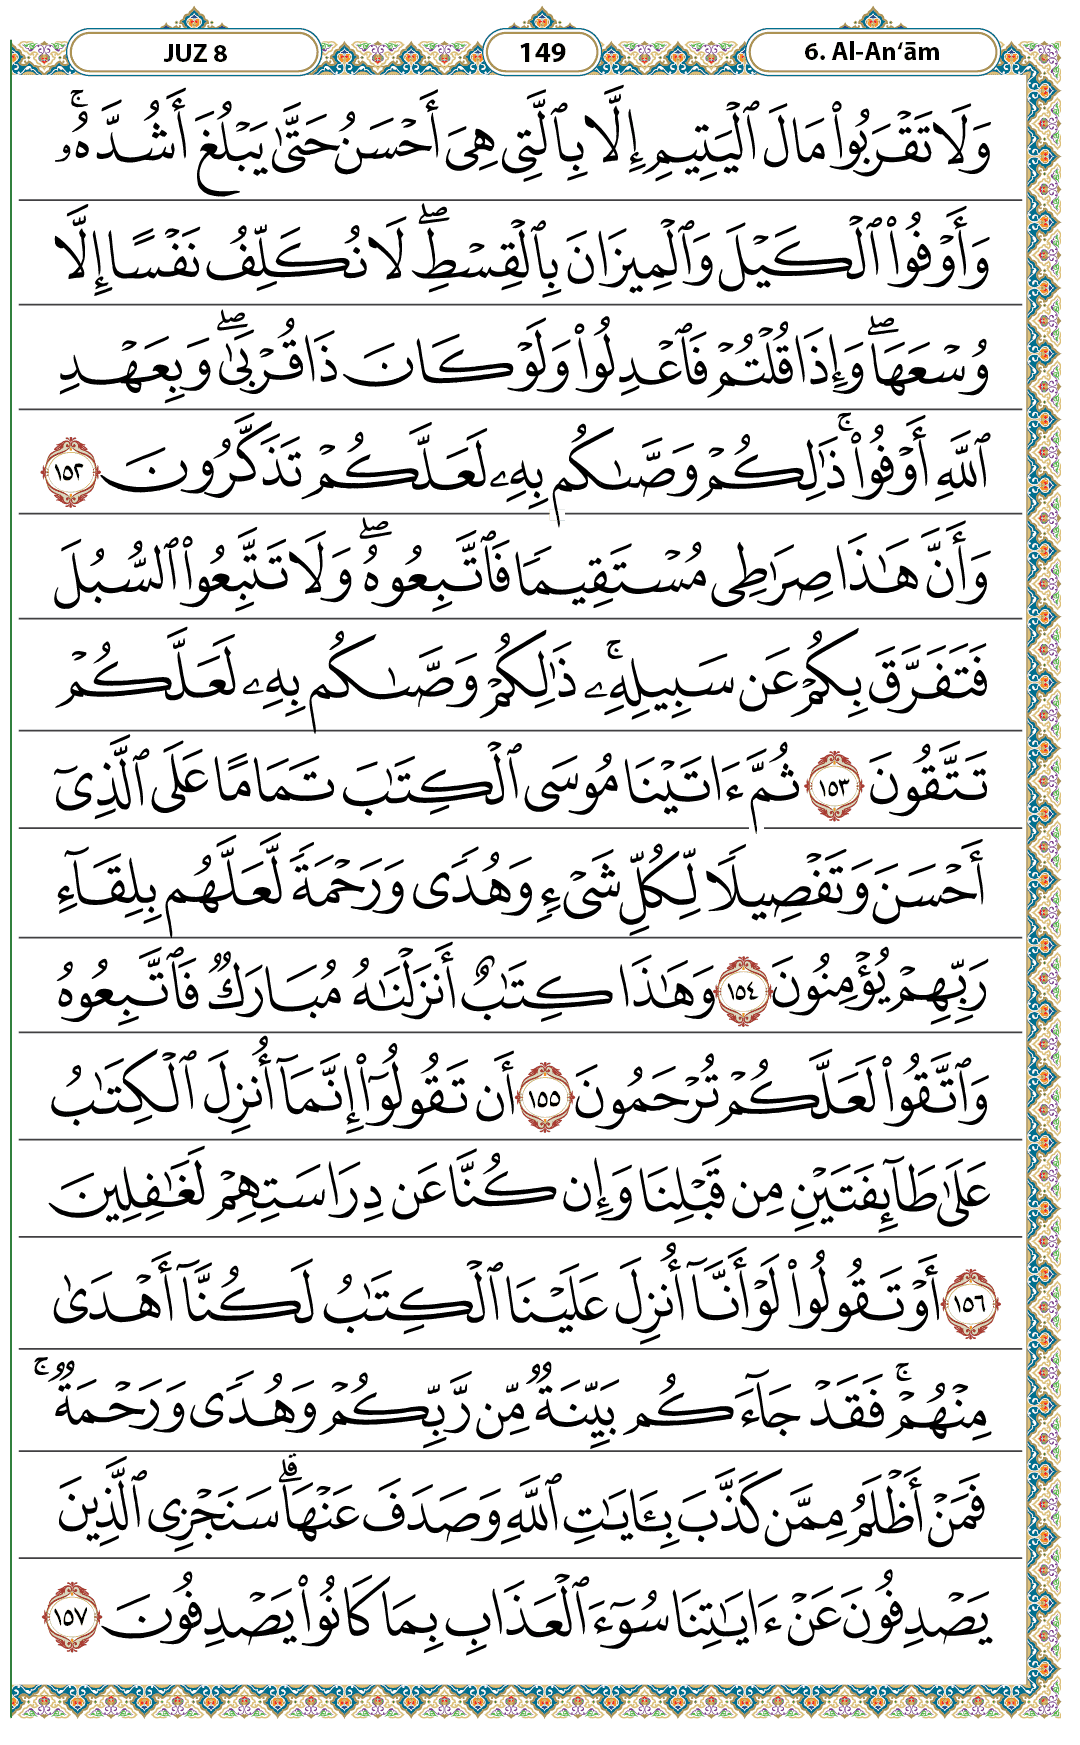 JUZ 8 149 6. Al-An‘ām
وَلَا تَقْرَبُوا۟ مَالَ ٱلْيَتِيمِ إِلَّا بِٱلَّتِى هِىَ أَحْسَنُ حَتَّىٰ يَبْلُغَ أَشُدَّهُۥ ۚ
وَأَوْفُوا۟ ٱلْكَيْلَ وَٱلْمِيزَانَ بِٱلْقِسْطِ ۖ لَا نُكَلِّفُ نَفْسًا إِلَّا
وُسْعَهَا ۖ وَإِذَا قُلْتُمْ فَٱعْدِلُوا۟ وَلَوْ كَانَ ذَا قُرْبَىٰ ۖ وَبِعَهْدِ
ٱللَّهِ أَوْفُوا۟ ۚ ذَٰلِكُمْ وَصَّىٰكُم بِهِۦ لَعَلَّكُمْ تَذَكَّرُونَ ١٥٢
وَأَنَّ هَـٰذَا صِرَٰطِى مُسْتَقِيمًا فَٱتَّبِعُوهُ ۖ وَلَا تَتَّبِعُوا۟ ٱلسُّبُلَ
فَتَفَرَّقَ بِكُمْ عَن سَبِيلِهِۦ ۚ ذَٰلِكُمْ وَصَّىٰكُم بِهِۦ لَعَلَّكُمْ
تَتَّقُونَ ١٥٣ ثُمَّ ءَاتَيْنَا مُوسَى ٱلْكِتَـٰبَ تَمَامًا عَلَى ٱلَّذِىٓ
أَحْسَنَ وَتَفْصِيلًا لِّكُلِّ شَىْءٍ وَهُدًى وَرَحْمَةً لَّعَلَّهُم بِلِقَآءِ
رَبِّهِمْ يُؤْمِنُونَ ١٥٤ وَهَـٰذَا كِتَـٰبٌ أَنزَلْنَـٰهُ مُبَارَكٌ فَٱتَّبِعُوهُ
وَٱتَّقُوا۟ لَعَلَّكُمْ تُرْحَمُونَ ١٥٥ أَن تَقُولُوٓا۟ إِنَّمَآ أُنزِلَ ٱلْكِتَـٰبُ
عَلَىٰ طَآئِفَتَيْنِ مِن قَبْلِنَا وَإِن كُنَّا عَن دِرَاسَتِهِمْ لَغَـٰفِلِينَ
١٥٦ أَوْ تَقُولُوا۟ لَوْ أَنَّآ أُنزِلَ عَلَيْنَا ٱلْكِتَـٰبُ لَكُنَّآ أَهْدَىٰ
مِنْهُمْ ۚ فَقَدْ جَآءَكُم بَيِّنَةٌ مِّن رَّبِّكُمْ وَهُدًى وَرَحْمَةٌ ۚ
فَمَنْ أَظْلَمُ مِمَّن كَذَّبَ بِـَٔايَـٰتِ ٱللَّهِ وَصَدَفَ عَنْهَا ۗ سَنَجْزِى ٱلَّذِينَ
يَصْدِفُونَ عَنْ ءَايَـٰتِنَا سُوٓءَ ٱلْعَذَابِ بِمَا كَانُوا۟ يَصْدِفُونَ ١٥٧